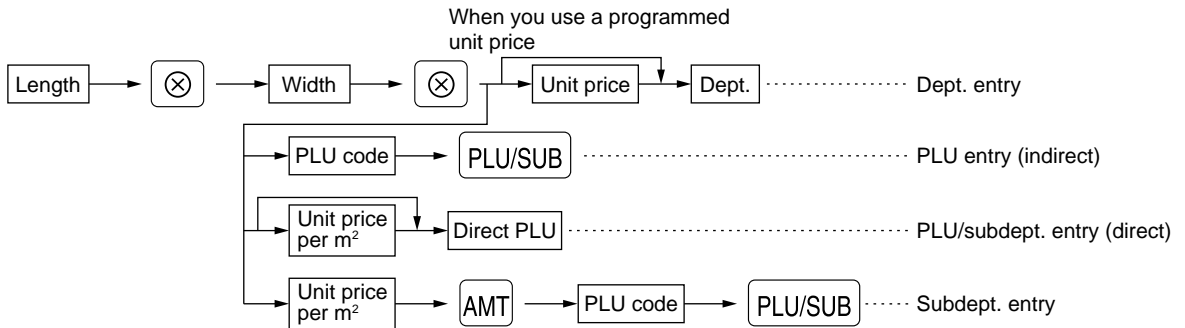 When you use a programmed
unit price
Length ⊗ Width ⊗ Unit price Dept. Dept. entry
PLU code PLU/SUB PLU entry (indirect)
Unit price
per m² Direct PLU PLU/subdept. entry (direct)
Unit price
per m² AMT PLU code PLU/SUB Subdept. entry